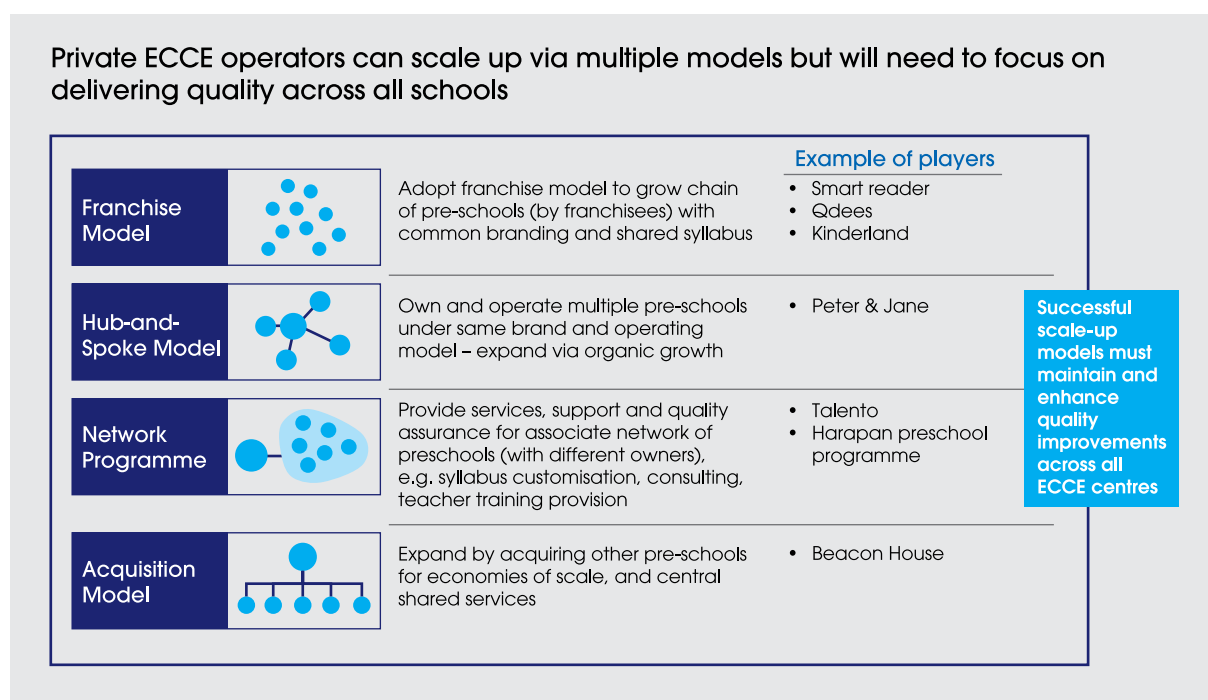 Private ECCE operators can scale up via multiple models but will need to focus on
delivering quality across all schools
Example of players
Franchise
Model
Adopt franchise model to grow chain
of pre-schools (by franchisees) with
common branding and shared syllabus
• Smart reader
• Qdees
• Kinderland
Hub-and-
Spoke Model
Own and operate multiple pre-schools
under same brand and operating
model – expand via organic growth
• Peter & Jane
Network
Programme
Provide services, support and quality
assurance for associate network of
preschools (with different owners),
e.g. syllabus customisation, consulting,
teacher training provision
• Talento
• Harapan preschool
programme
Acquisition
Model
Expand by acquiring other pre-schools
for economies of scale, and central
shared services
• Beacon House
Successful
scale-up
models must
maintain and
enhance
quality
improvements
across all
ECCE centres